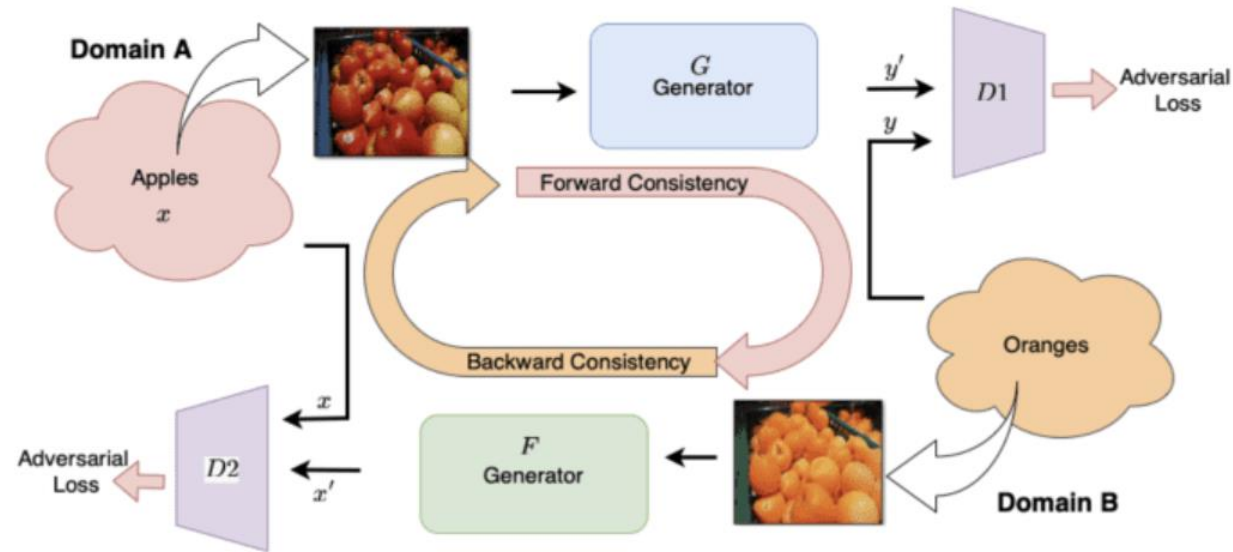 Domain A
Apples
x
G
Generator
y′
y
D1
Adversarial
Loss
Forward Consistency
Backward Consistency
Oranges
Domain B
F
Generator
x
x′
D2
Adversarial
Loss